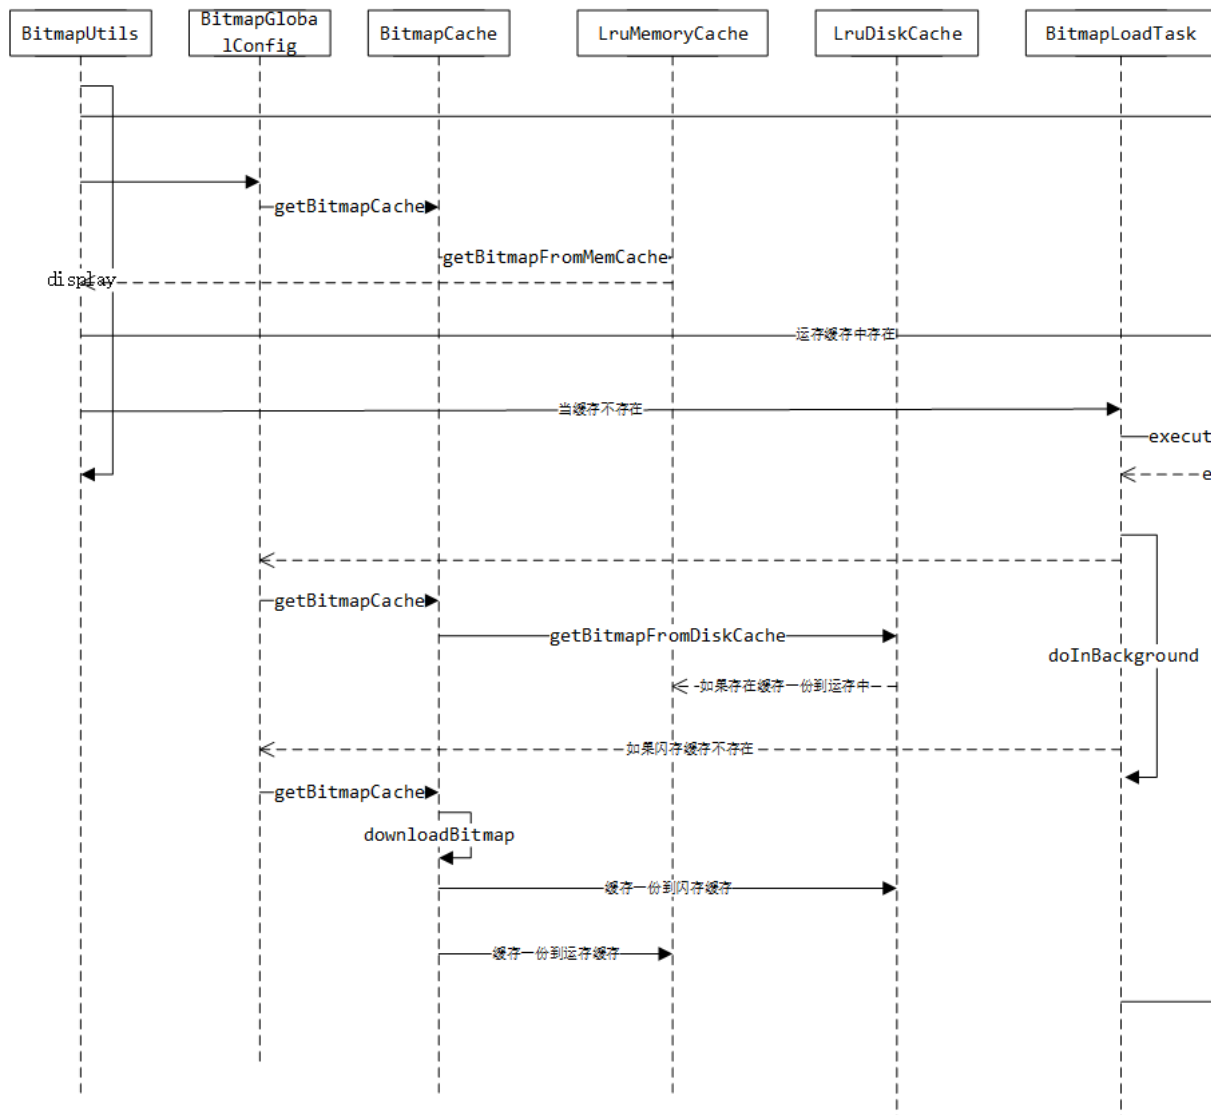 BitmapUtils
BitmapGloba
lConfig
BitmapCache
LruMemoryCache
LruDiskCache
BitmapLoadTask
getBitmapCache
getBitmapFromMemCache
display
运存缓存中存在
当缓存不存在
execut
e
getBitmapCache
getBitmapFromDiskCache
doInBackground
如果存在缓存一份到运存中
如果闪存缓存不存在
getBitmapCache
downloadBitmap
缓存一份到闪存缓存
缓存一份到运存缓存